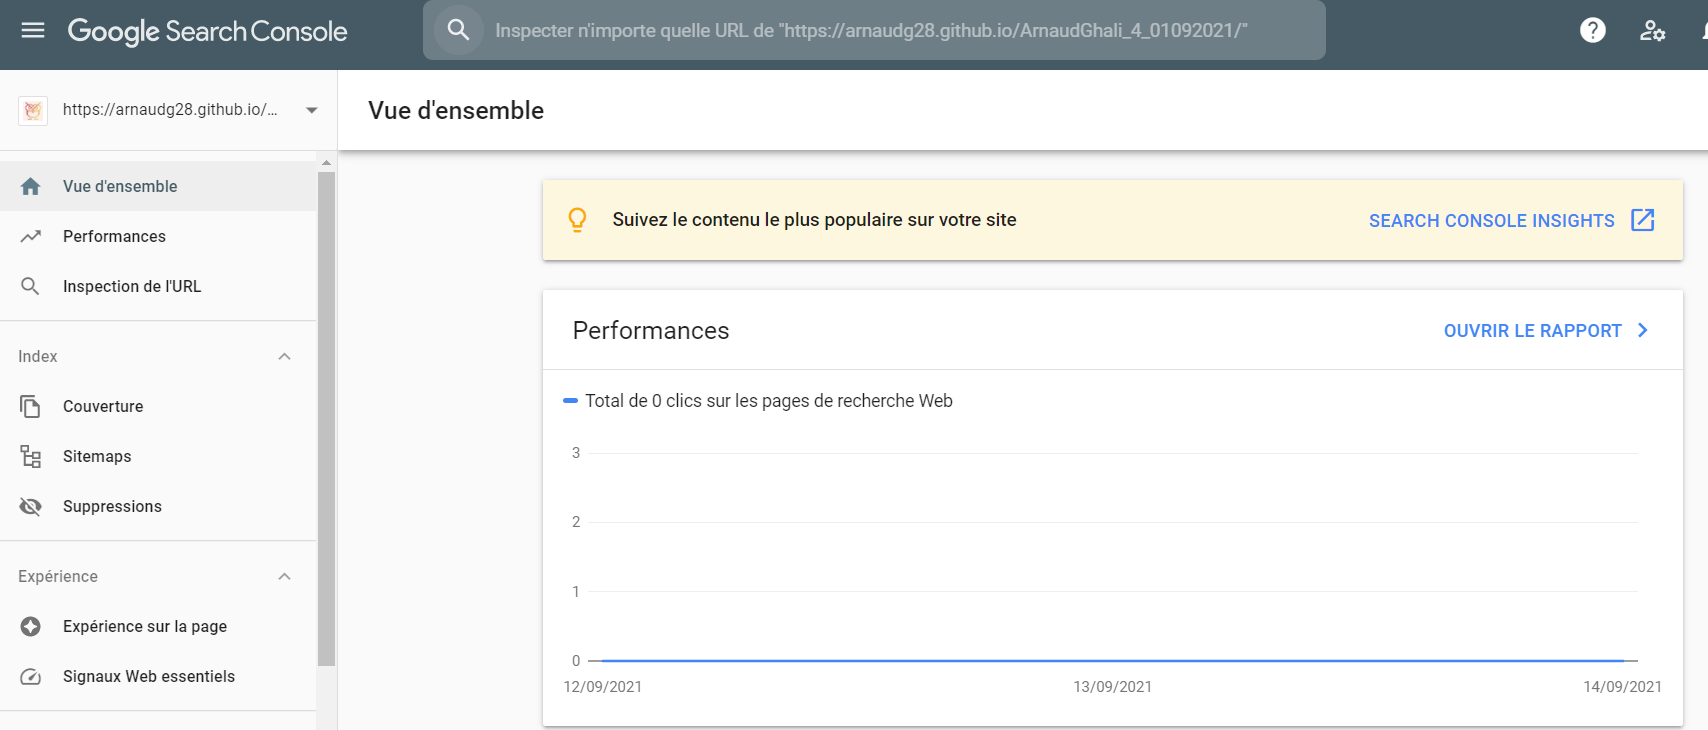 Google Search Console
Inspecter n'importe quelle URL de "https://arnaudg28.github.io/ArnaudGhali_4_01092021/"
https://arnaudg28.github.io/...
Vue d'ensemble
Vue d'ensemble
Performances
Inspection de l'URL
Index
Couverture
Sitemaps
Suppressions
Expérience
Expérience sur la page
Signaux Web essentiels
Suivez le contenu le plus populaire sur votre site
SEARCH CONSOLE INSIGHTS
Performances
OUVRIR LE RAPPORT
Total de 0 clics sur les pages de recherche Web
3
2
1
0
12/09/2021
13/09/2021
14/09/2021